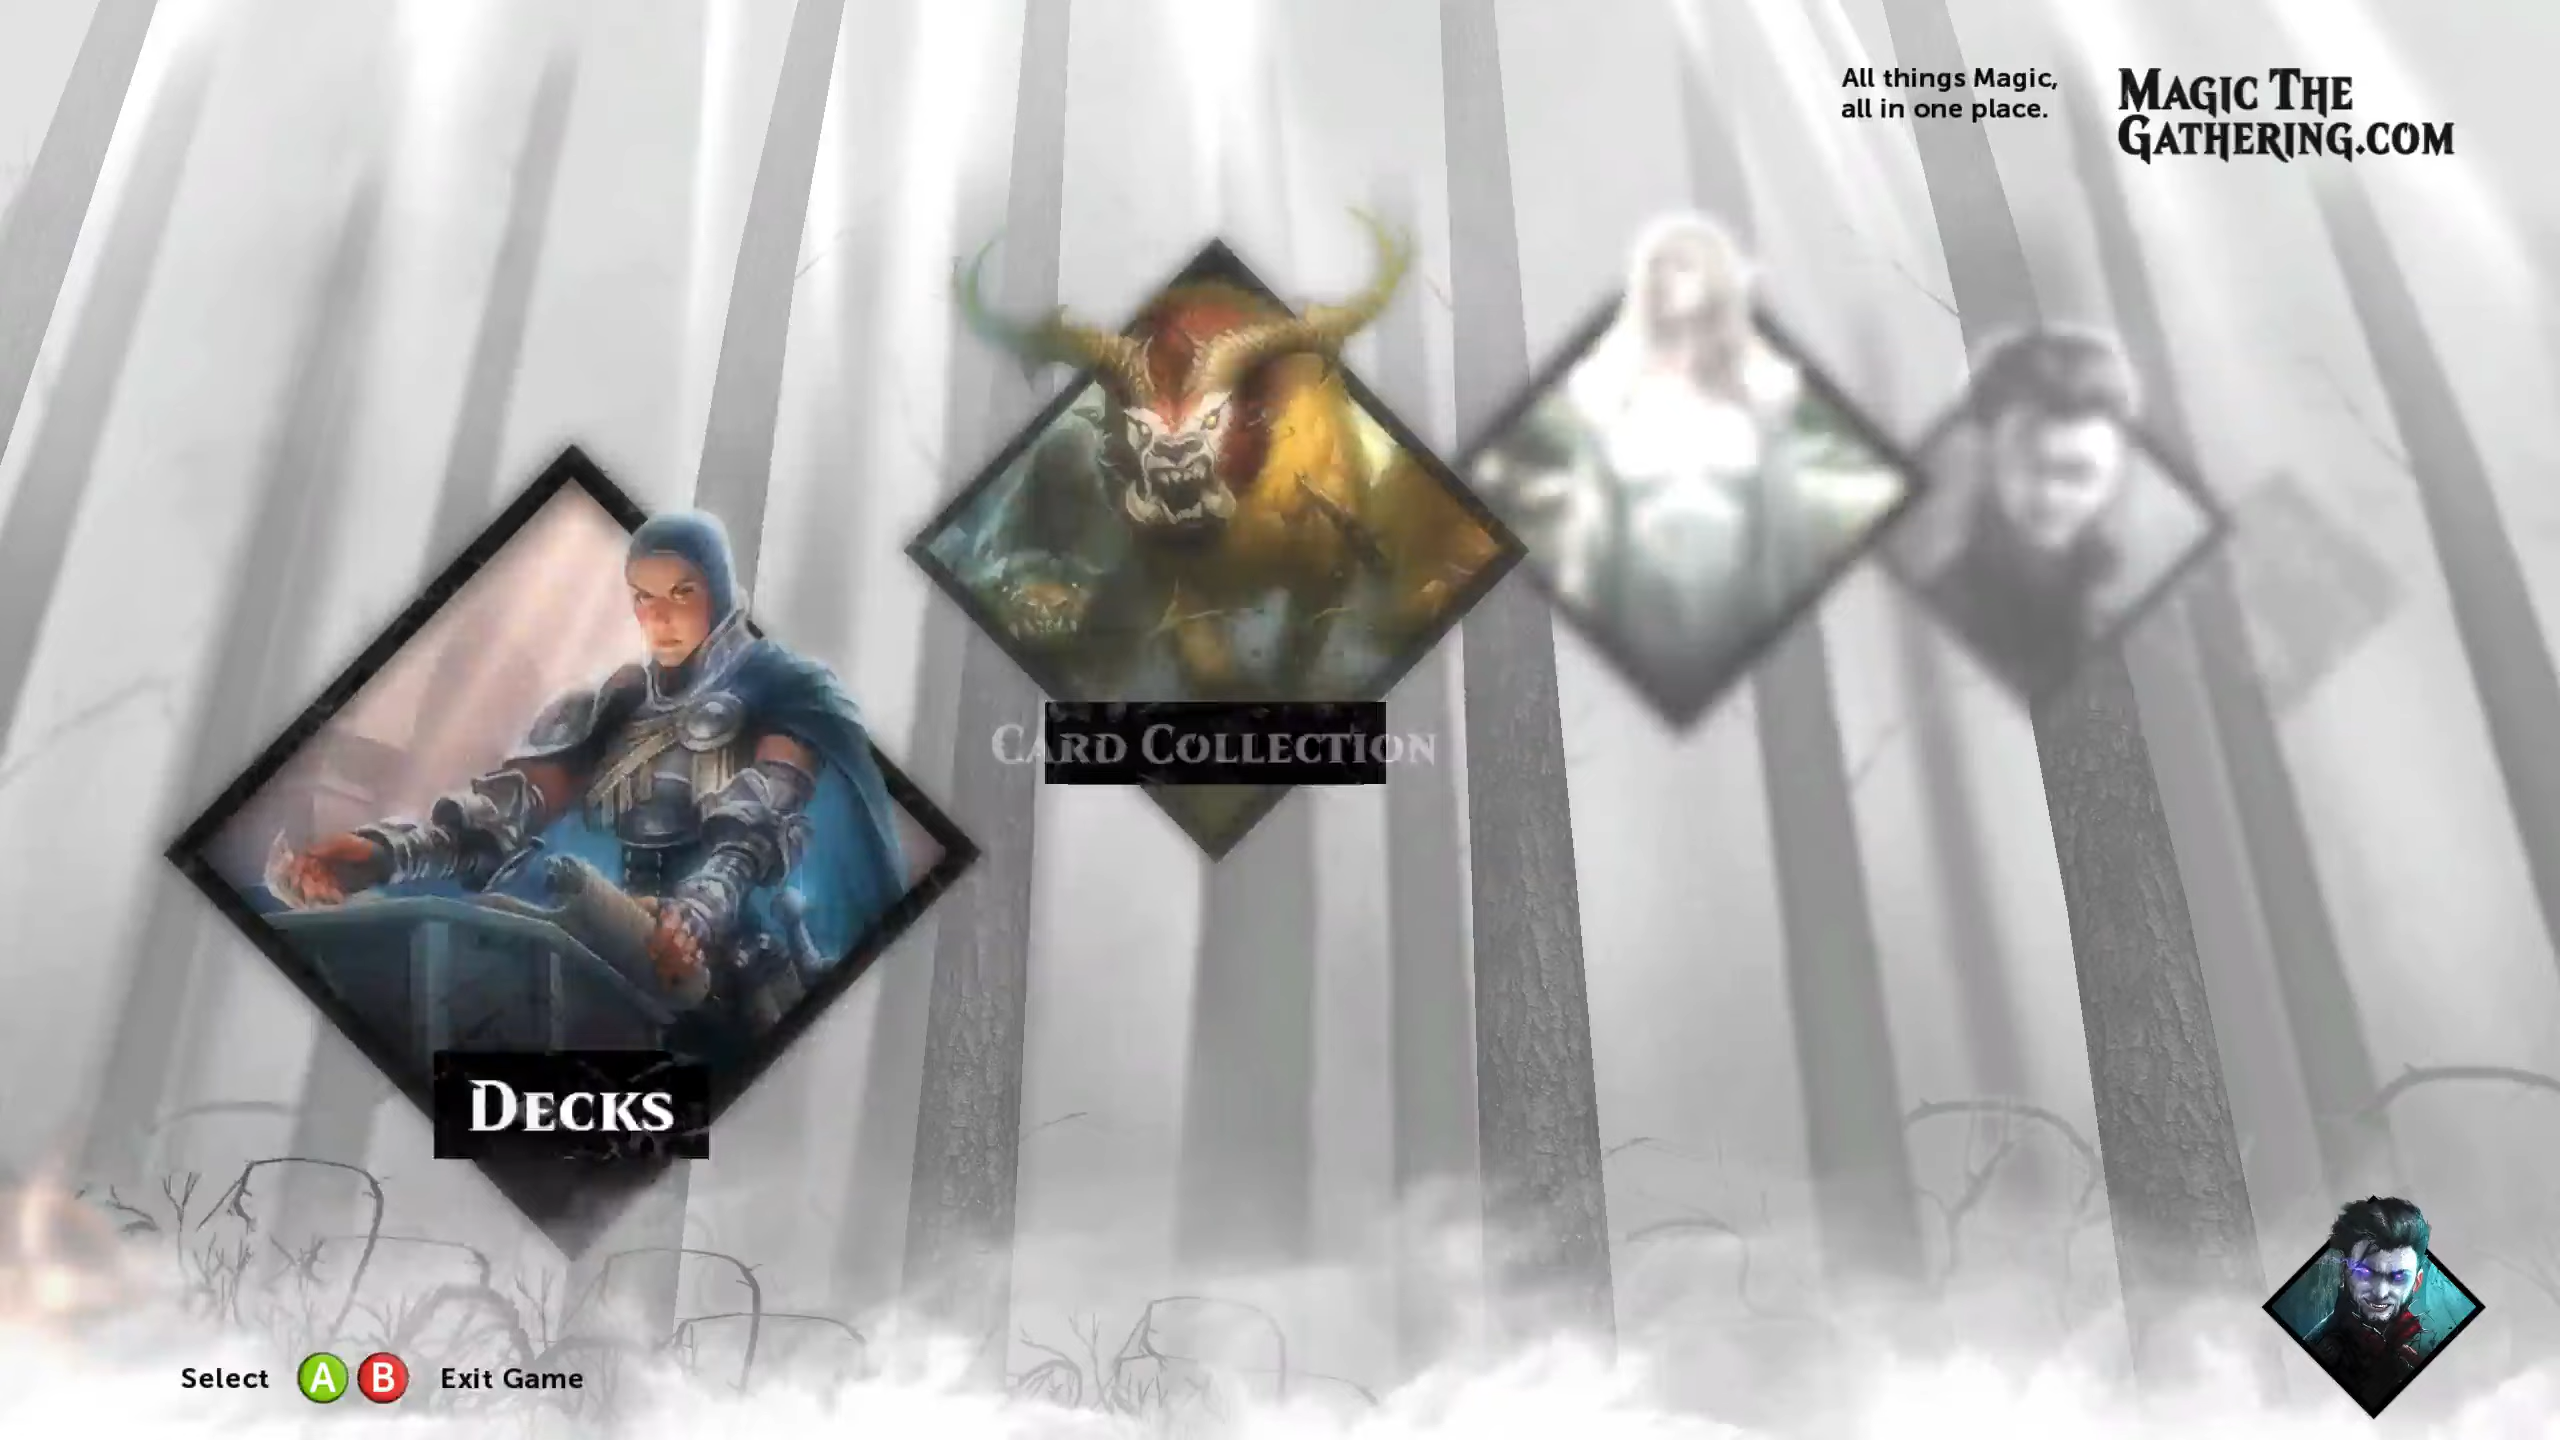 All things Magic,
all in one place.
Magic The
Gathering.com
Card Collection
Decks
Select A B Exit Game